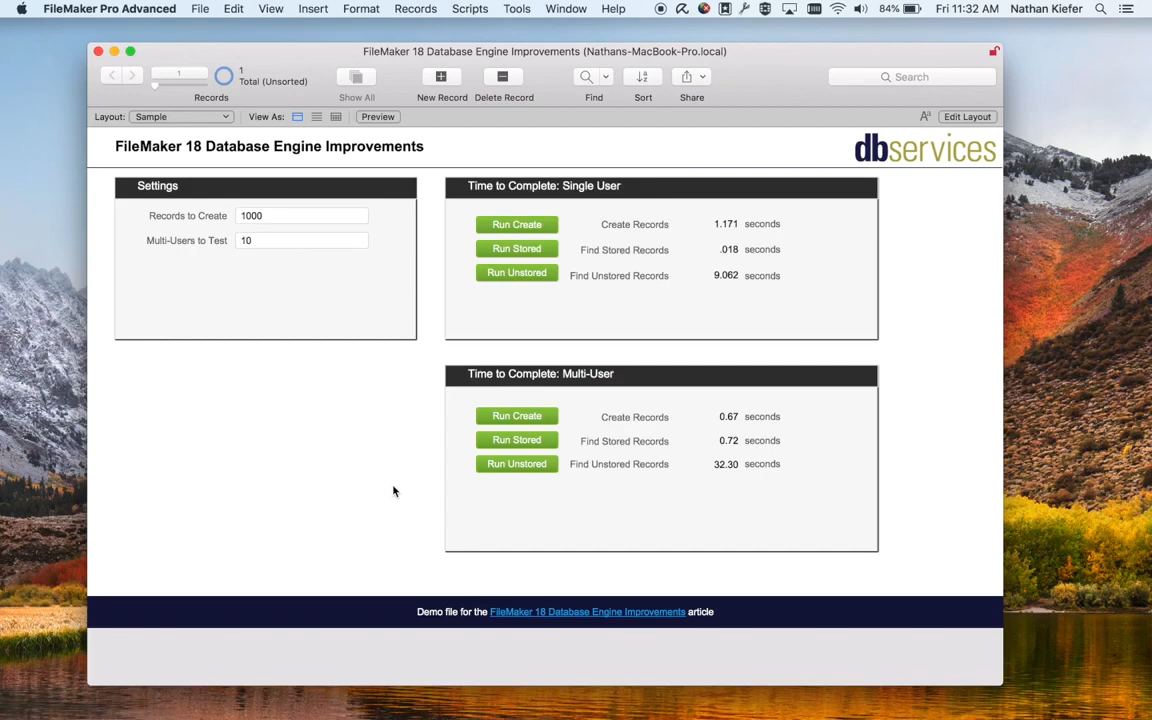 FileMaker Pro Advanced File Edit View Insert Format Records Scripts Tools Window Help 84% Fri 11:32 AM Nathan Kiefer
FileMaker 18 Database Engine Improvements (Nathans-MacBook-Pro.local)
1
1
Total (Unsorted)
Search
Records Show All New Record Delete Record Find Sort Share
Layout: Sample View As: Preview Aa Edit Layout
FileMaker 18 Database Engine Improvements
dbservices
Settings
Records to Create 1000
Multi-Users to Test 10
Time to Complete: Single User
Run Create Create Records 1.171 seconds
Run Stored Find Stored Records .018 seconds
Run Unstored Find Unstored Records 9.062 seconds
Time to Complete: Multi-User
Run Create Create Records 0.67 seconds
Run Stored Find Stored Records 0.72 seconds
Run Unstored Find Unstored Records 32.30 seconds
Demo file for the FileMaker 18 Database Engine Improvements article